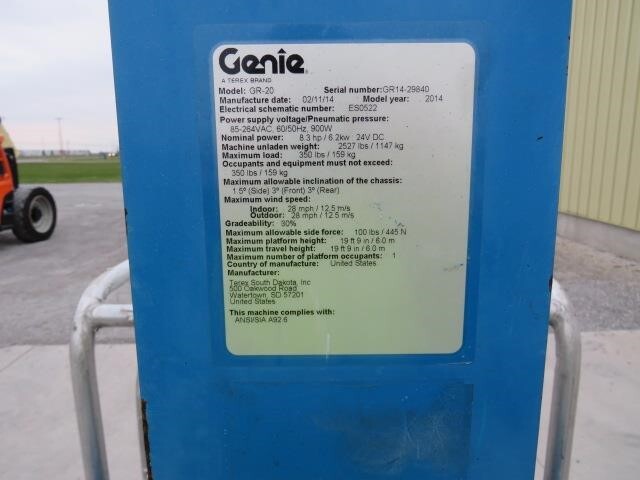 Genie
A TEREX BRAND
Model: GR-20 Serial number:GR14-29840
Manufacture date: 02/11/14 Model year: 2014
Electrical schematic number: ES0522
Power supply voltage/Pneumatic pressure:
85-264VAC, 60/50Hz, 900W
Nominal power: 8.3 hp / 6.2kw 24V DC
Machine unladen weight: 2527 lbs / 1147 kg
Maximum load: 350 lbs / 159 kg
Occupants and equipment must not exceed:
350 lbs / 159 kg
Maximum allowable inclination of the chassis:
1.5º (Side) 3º (Front) 3º (Rear)
Maximum wind speed:
Indoor: 28 mph / 12.5 m/s
Outdoor: 28 mph / 12.5 m/s
Gradeability: 30%
Maximum allowable side force: 100 lbs / 445 N
Maximum platform height: 19 ft 9 in / 6.0 m
Maximum travel height: 19 ft 9 in / 6.0 m
Maximum number of platform occupants: 1
Country of manufacture: United States
Manufacturer:
Terex South Dakota, Inc
500 Oakwood Road
Watertown, SD 57201
United States
This machine complies with:
ANSI/SIA A92.6